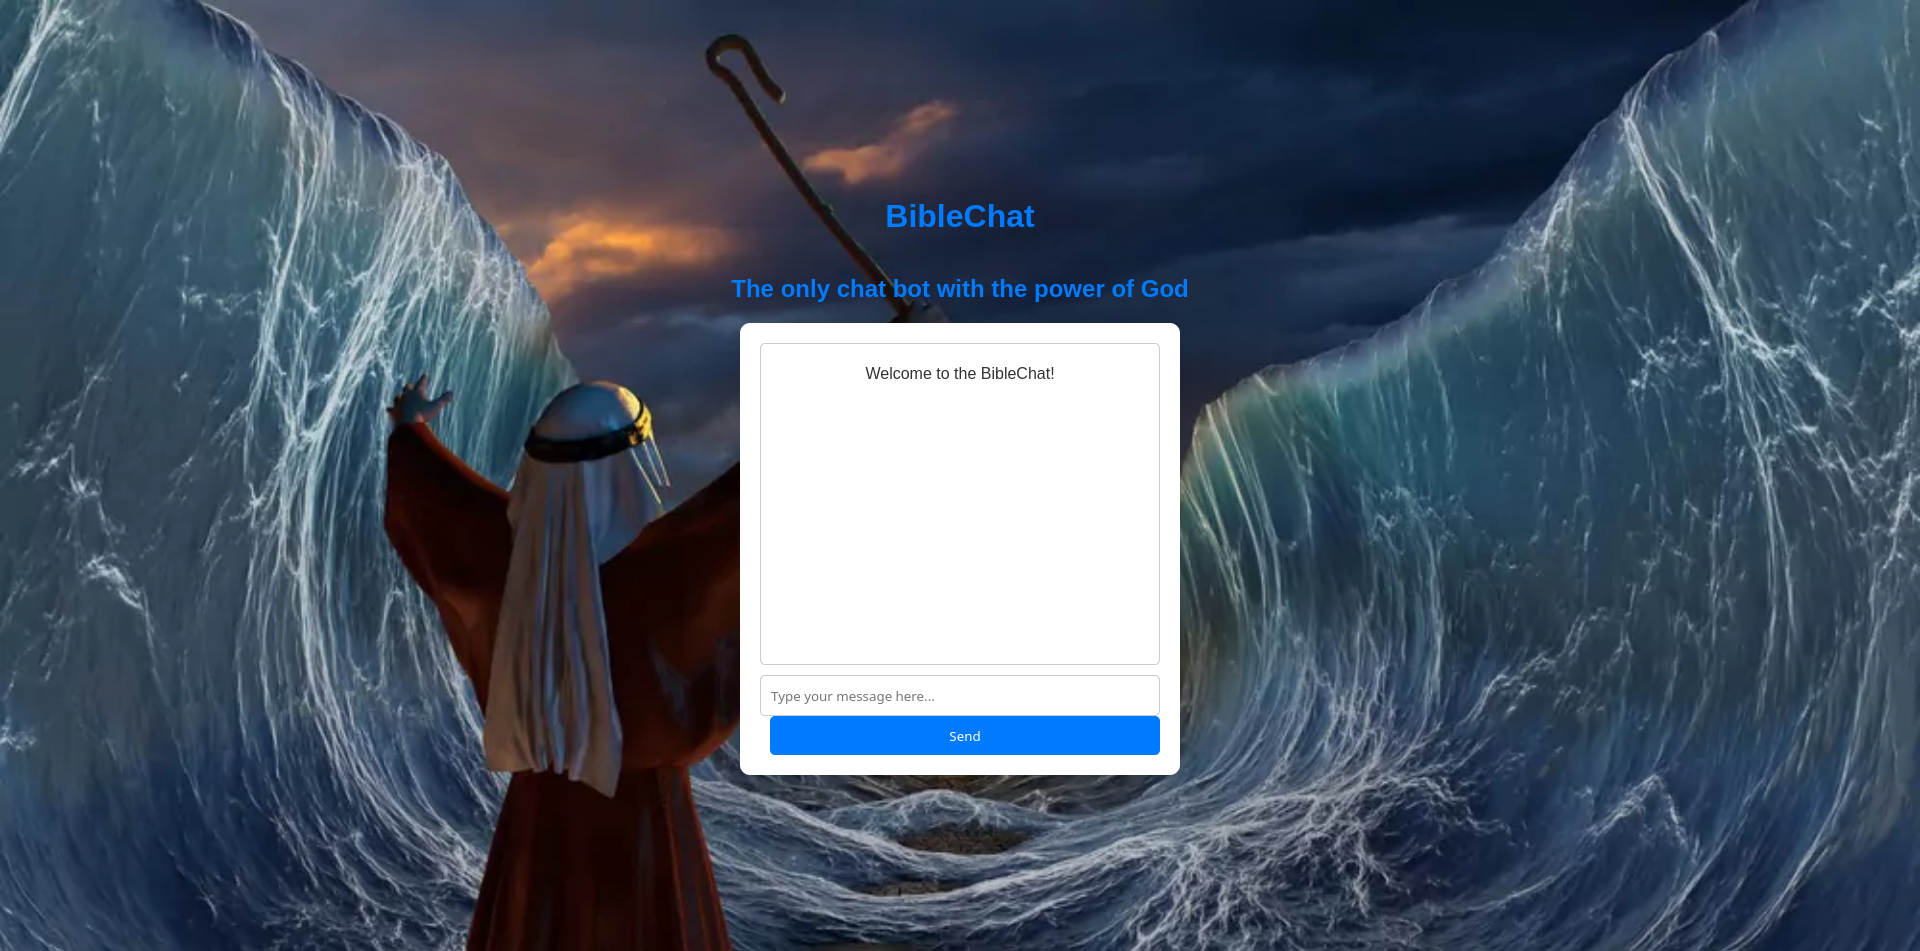 BibleChat
The only chat bot with the power of God
Welcome to the BibleChat!
Type your message here...
Send